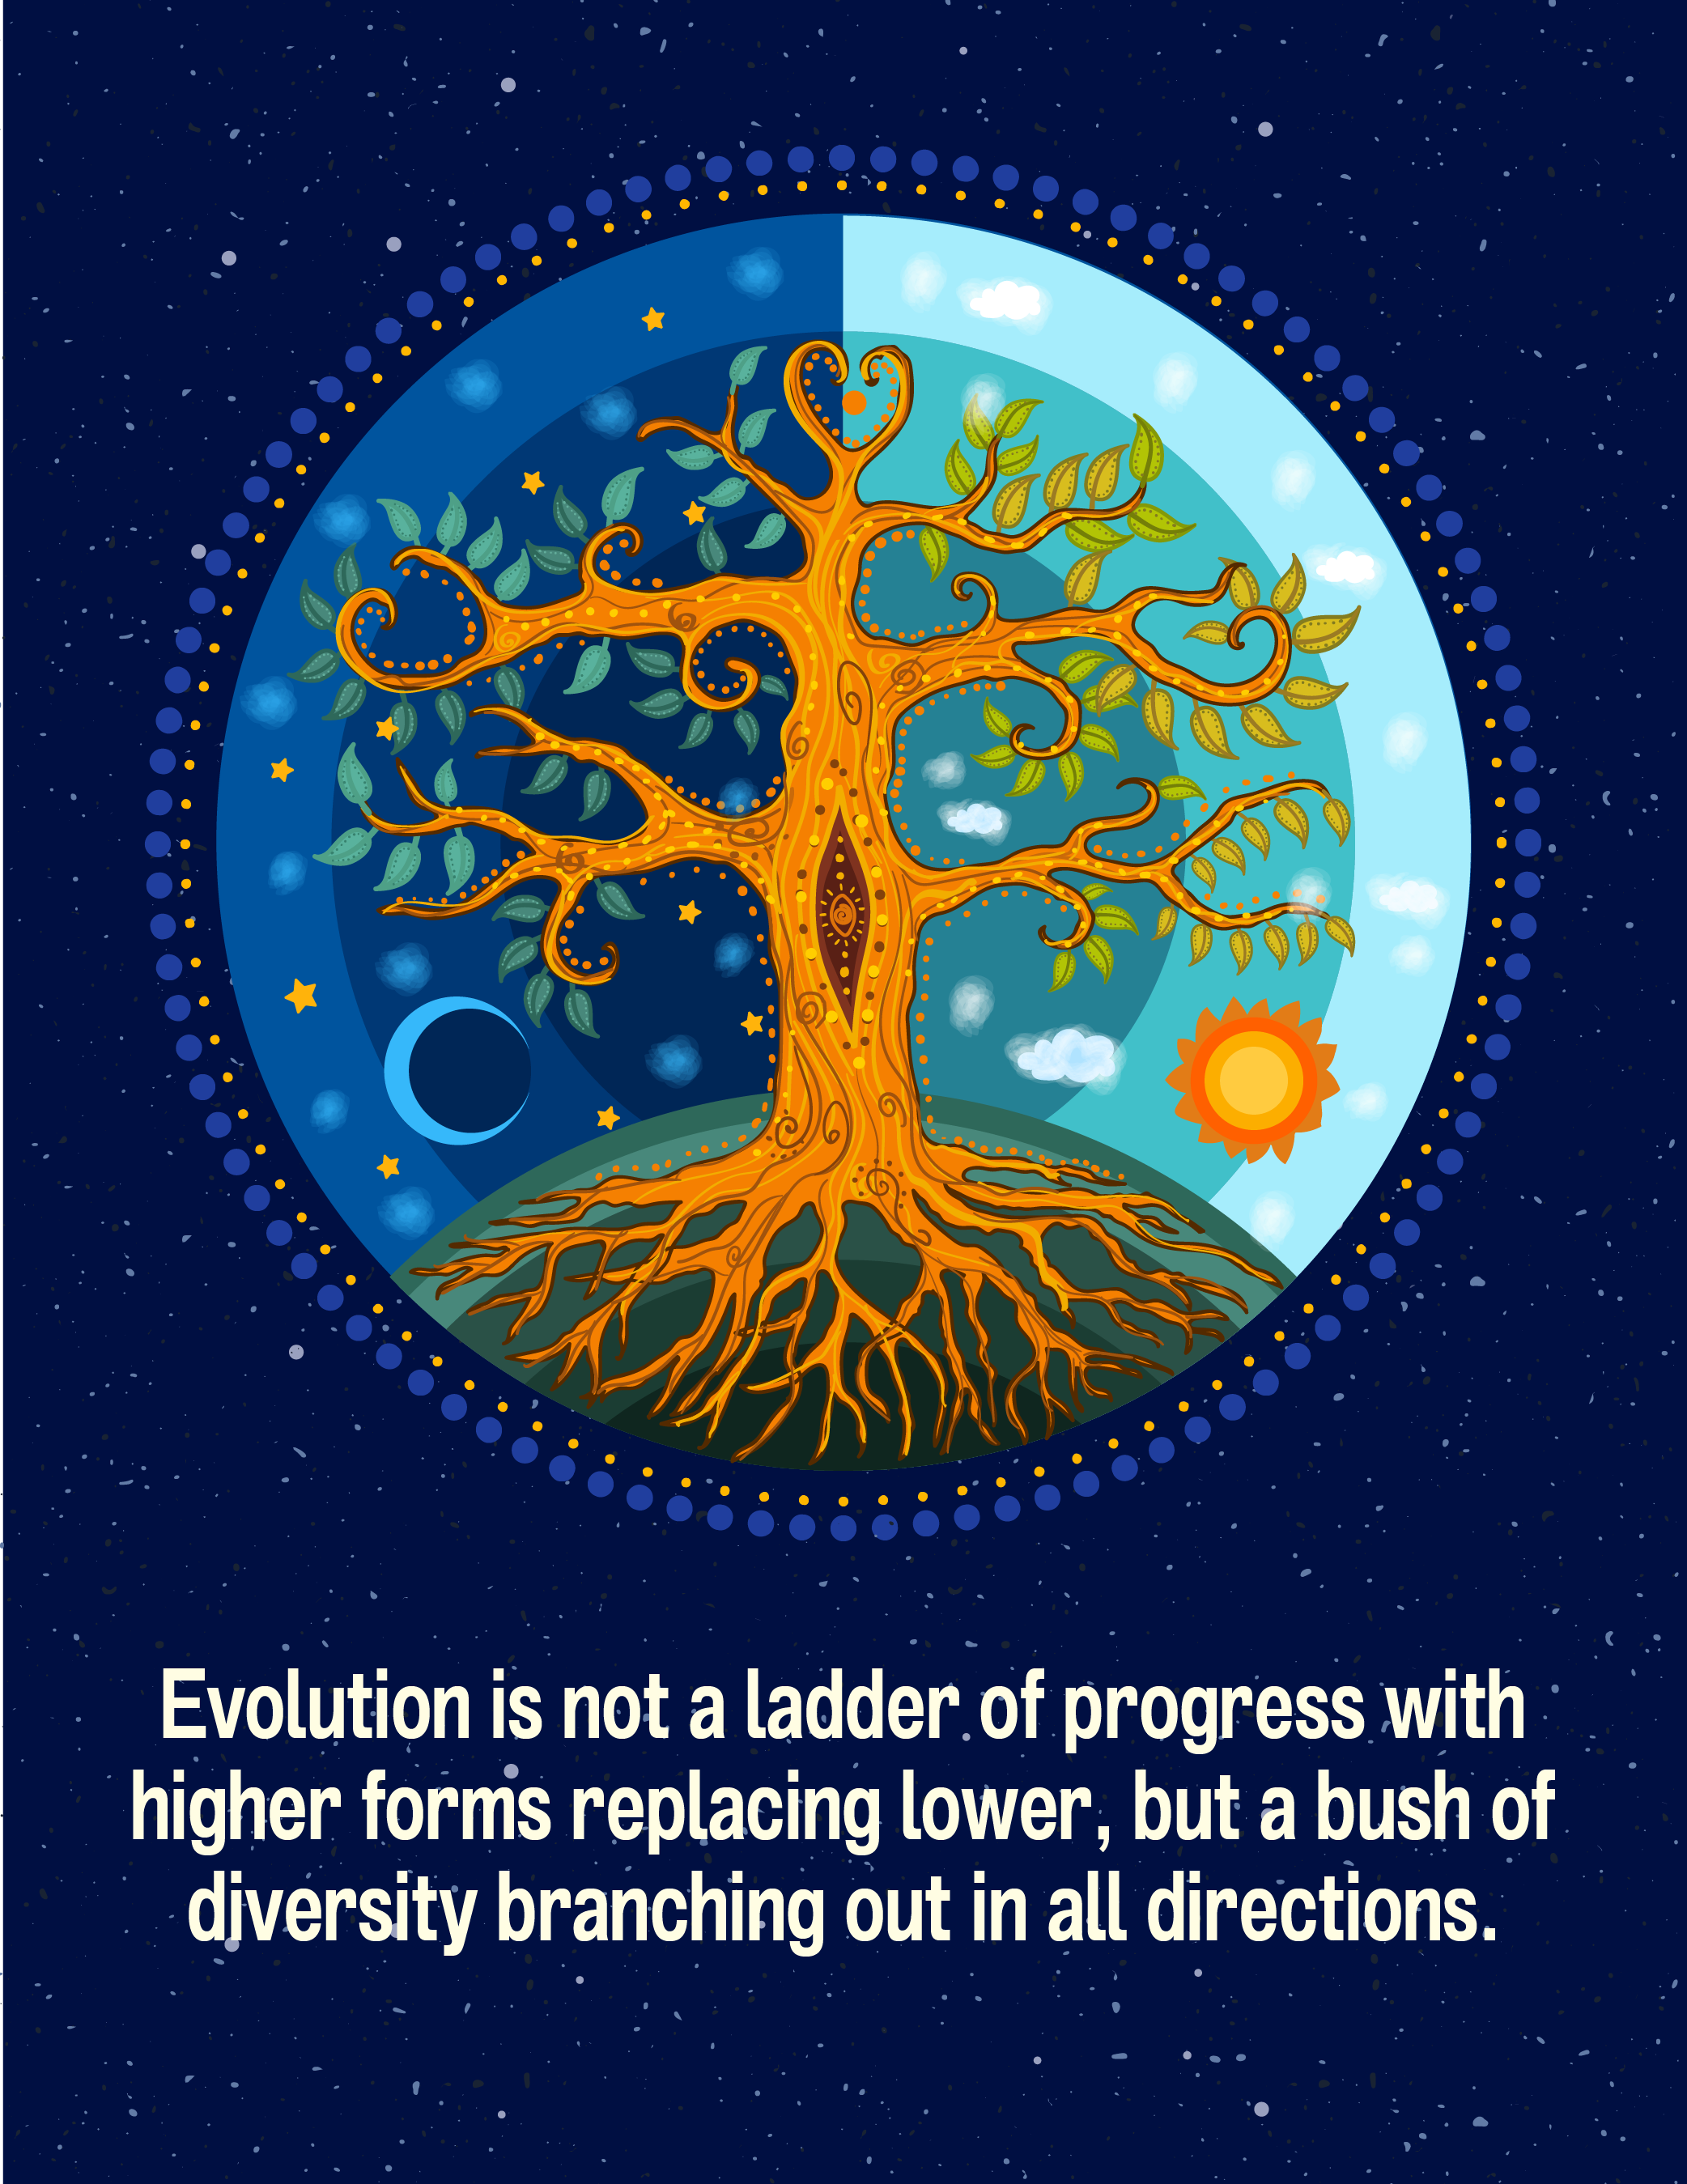 Evolution is not a ladder of progress with
higher forms replacing lower, but a bush of
diversity branching out in all directions.